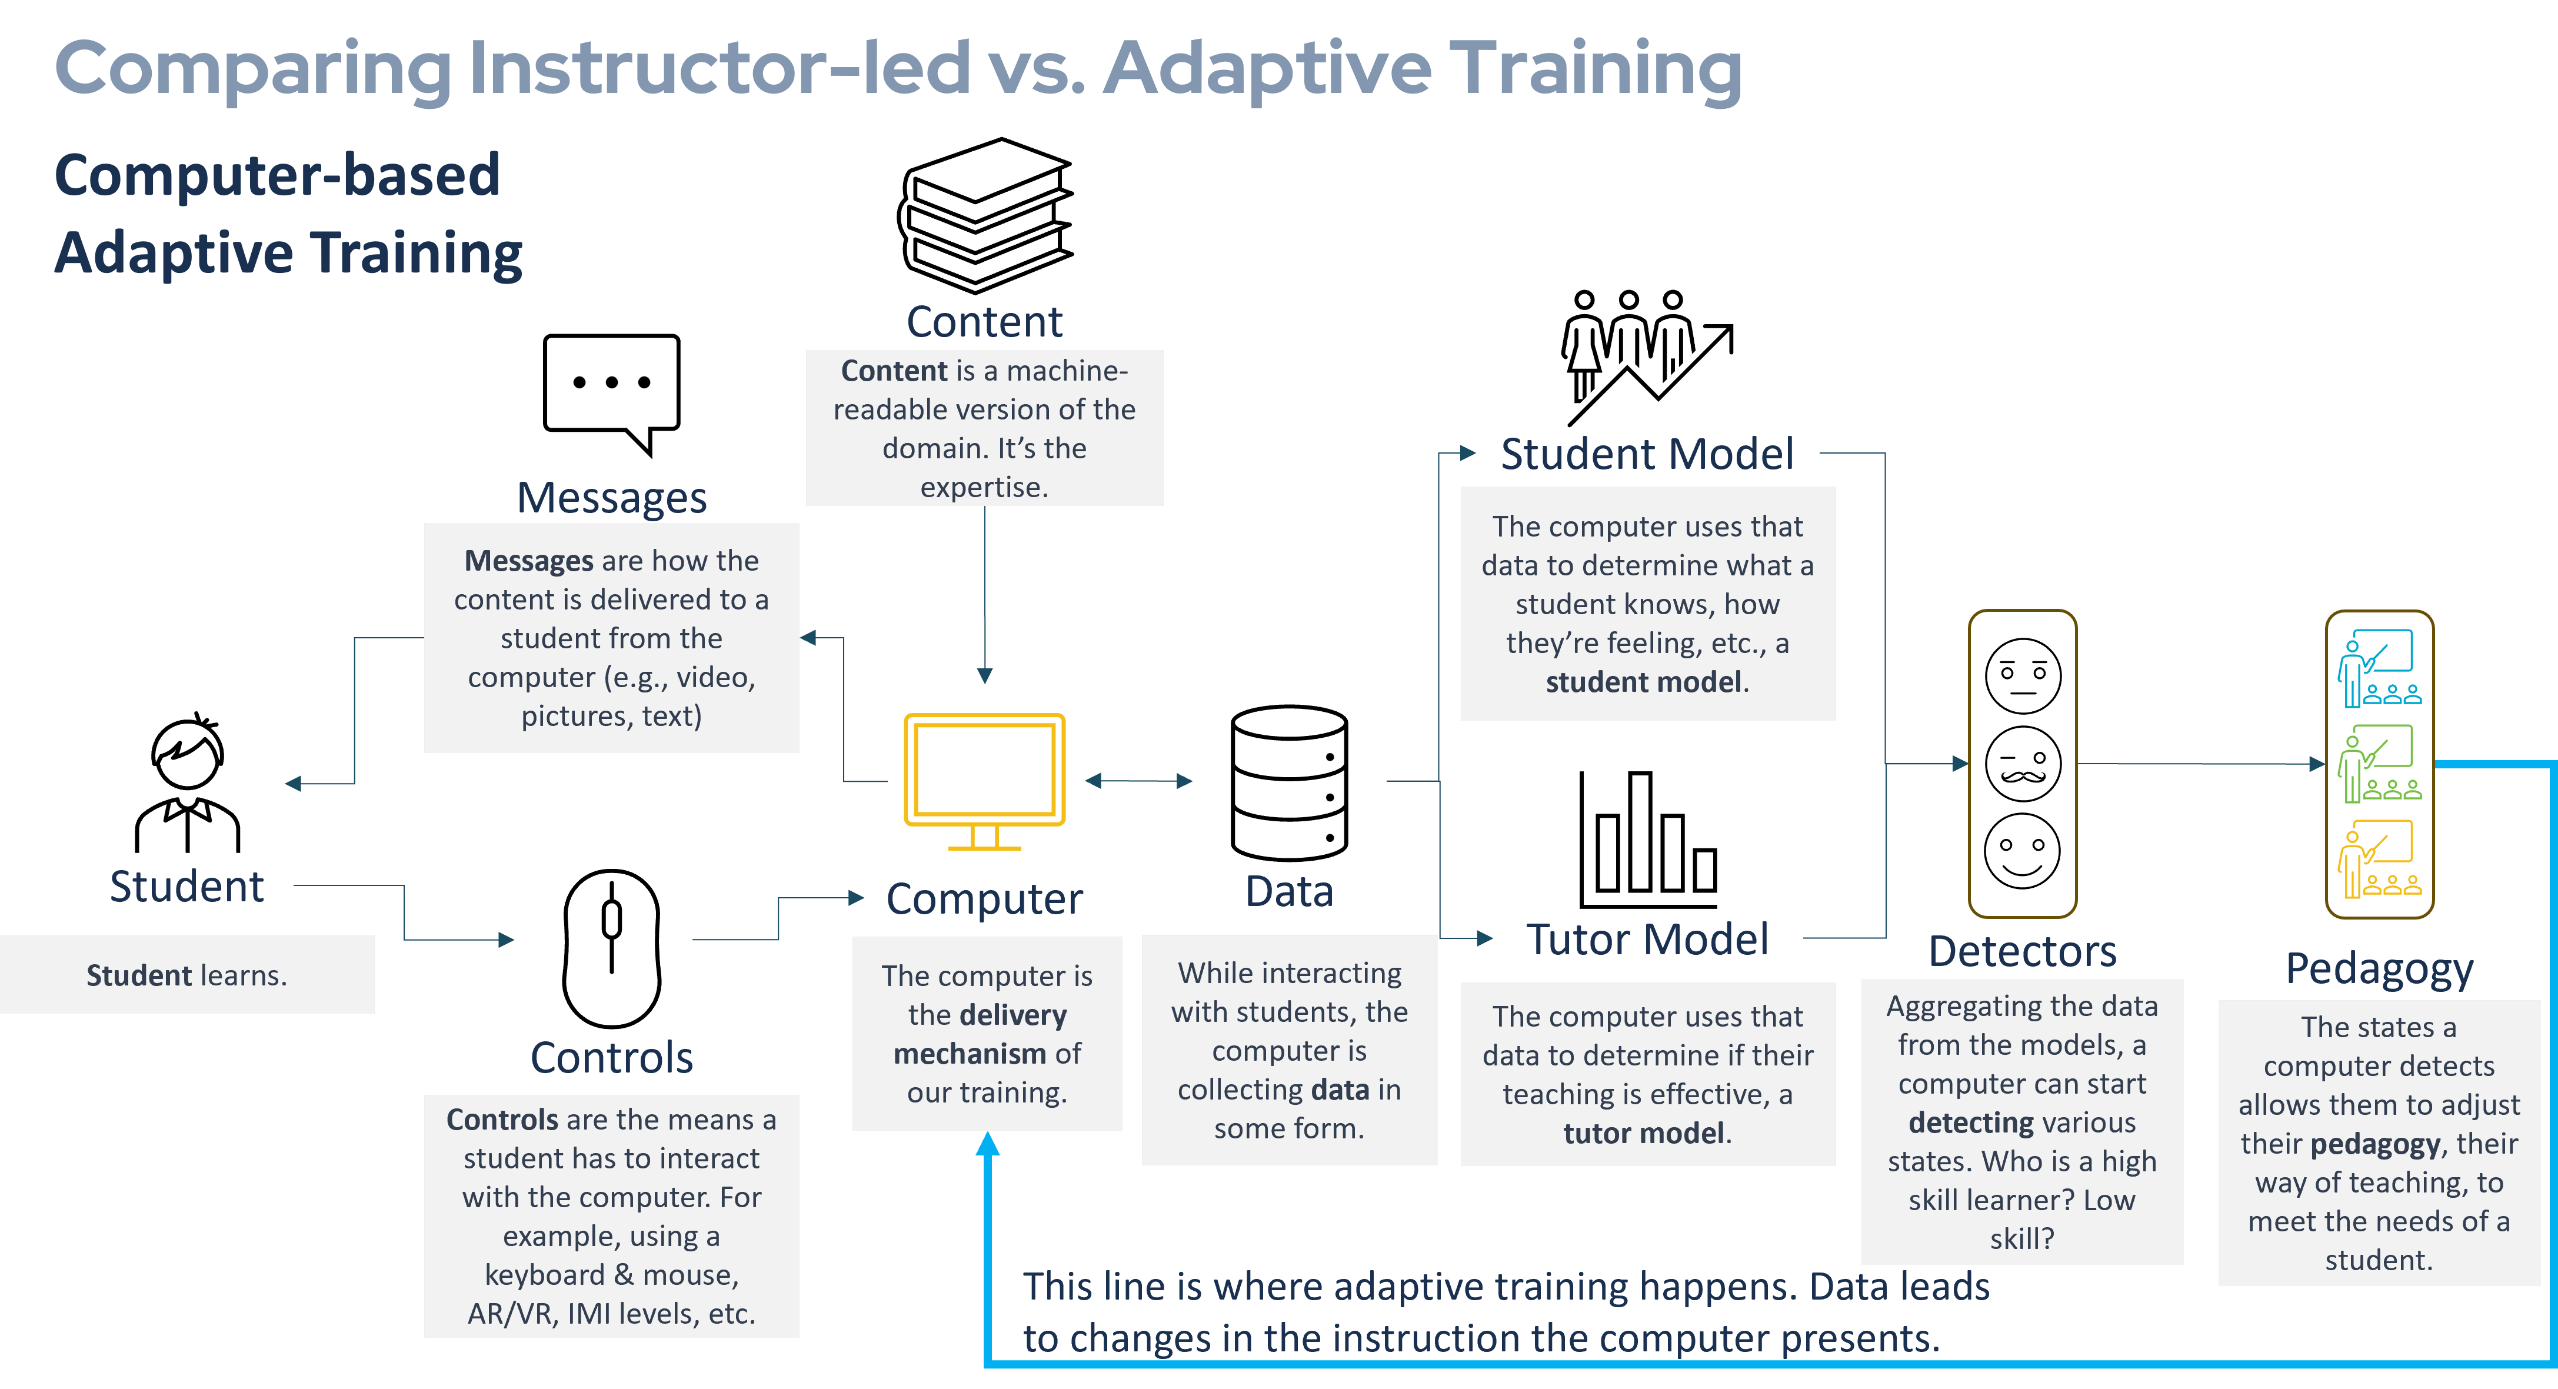 Comparing Instructor-led vs. Adaptive Training
Computer-based
Adaptive Training
Content
Content is a machine-
readable version of the
domain. It’s the
expertise.
Messages
Messages are how the
content is delivered to a
student from the
computer (e.g., video,
pictures, text)
Student
Student learns.
Controls
Controls are the means a
student has to interact
with the computer. For
example, using a
keyboard & mouse,
AR/VR, IMI levels, etc.
Computer
The computer is
the delivery
mechanism of
our training.
Data
While interacting
with students, the
computer is
collecting data in
some form.
Student Model
The computer uses that
data to determine what a
student knows, how
they’re feeling, etc., a
student model.
Tutor Model
The computer uses that
data to determine if their
teaching is effective, a
tutor model.
Detectors
Aggregating the data
from the models, a
computer can start
detecting various
states. Who is a high
skill learner? Low
skill?
Pedagogy
The states a
computer detects
allows them to adjust
their pedagogy, their
way of teaching, to
meet the needs of a
student.
This line is where adaptive training happens. Data leads
to changes in the instruction the computer presents.